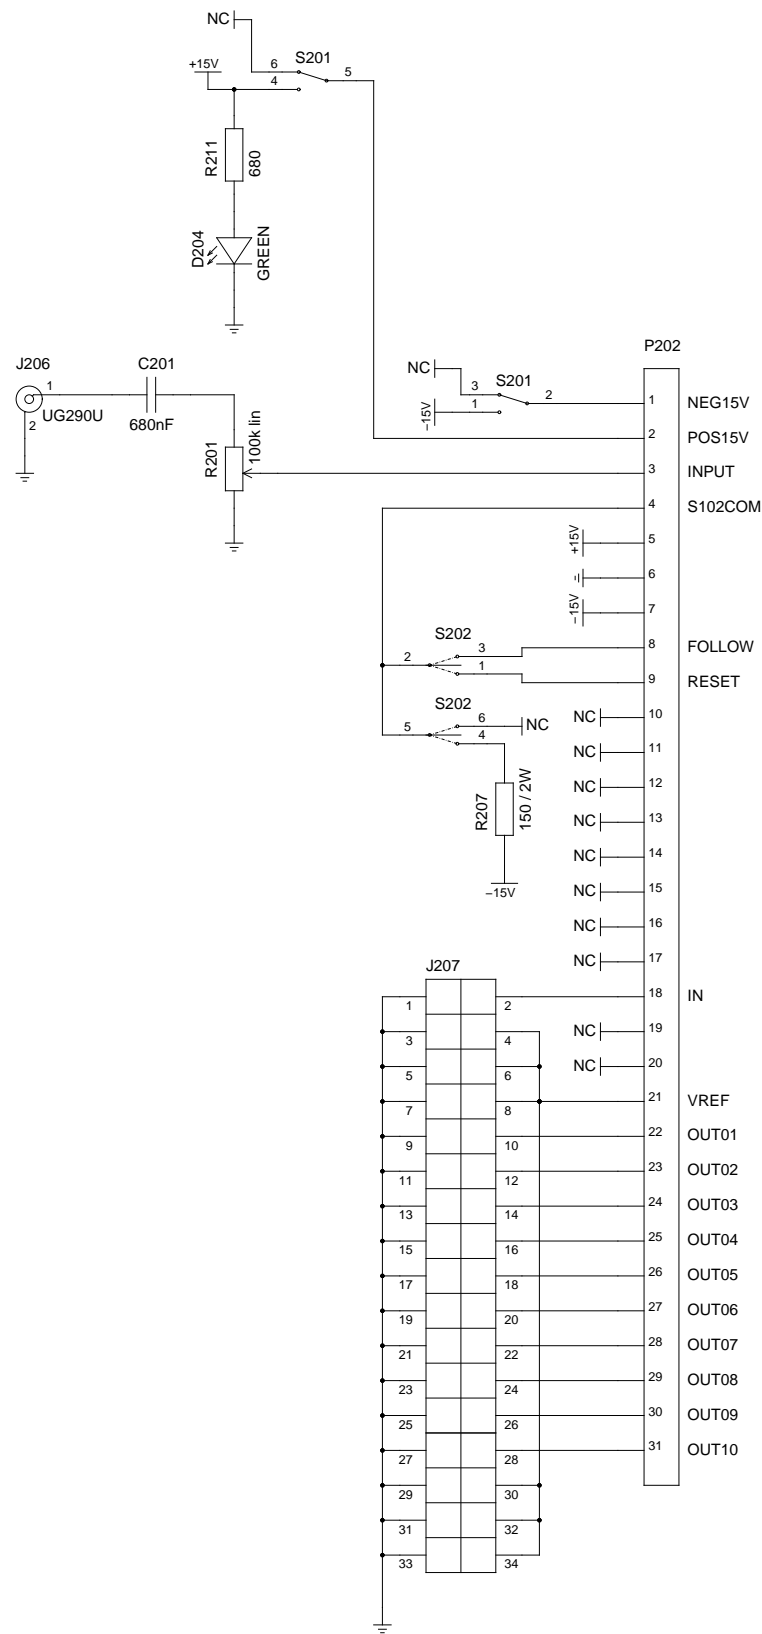 NC
S201
6
5
+15V
4
R211
680
D204
GREEN
P202
J206
C201
NC
S201
1
3
2
1
NEG15V
–15V
1
2
UG290U
680nF
R201
100k lin
2
POS15V
3
INPUT
4
S102COM
+15V
5
6
–15V
7
S202
2
3
1
8
FOLLOW
9
RESET
S202
5
6
NC
4
R207
150 / 2W
–15V
NC
10
NC
11
NC
12
NC
13
NC
14
NC
15
NC
16
NC
17
J207
1
2
18
IN
3
4
NC
19
5
6
NC
20
7
8
21
VREF
9
10
22
OUT01
11
12
23
OUT02
13
14
24
OUT03
15
16
25
OUT04
17
18
26
OUT05
19
20
27
OUT06
21
22
28
OUT07
23
24
29
OUT08
25
26
30
OUT09
27
28
31
OUT10
29
30
31
32
33
34